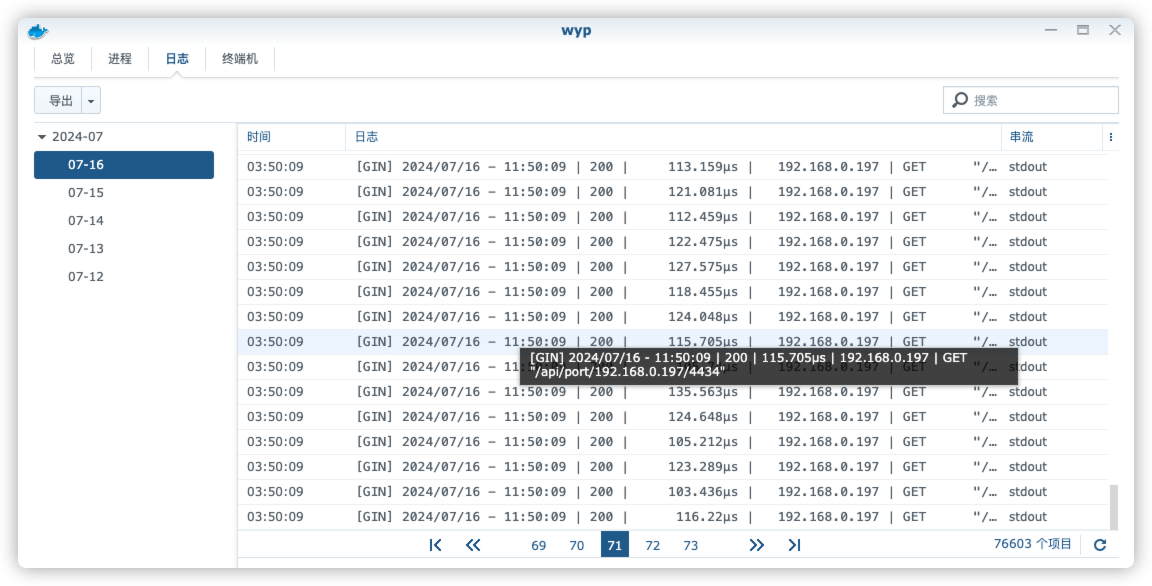 wyp
总览 进程 日志 终端机
导出 搜索
2024-07 时间 日志 串流
07-16
07-15
07-14
07-13
07-12
03:50:09 [GIN] 2024/07/16 - 11:50:09 | 200 | 113.159µs | 192.168.0.197 | GET "/… stdout
03:50:09 [GIN] 2024/07/16 - 11:50:09 | 200 | 121.081µs | 192.168.0.197 | GET "/… stdout
03:50:09 [GIN] 2024/07/16 - 11:50:09 | 200 | 112.459µs | 192.168.0.197 | GET "/… stdout
03:50:09 [GIN] 2024/07/16 - 11:50:09 | 200 | 122.475µs | 192.168.0.197 | GET "/… stdout
03:50:09 [GIN] 2024/07/16 - 11:50:09 | 200 | 127.575µs | 192.168.0.197 | GET "/… stdout
03:50:09 [GIN] 2024/07/16 - 11:50:09 | 200 | 118.455µs | 192.168.0.197 | GET "/… stdout
03:50:09 [GIN] 2024/07/16 - 11:50:09 | 200 | 124.048µs | 192.168.0.197 | GET "/… stdout
03:50:09 [GIN] 2024/07/16 - 11:50:09 | 200 | 115.705µs | 192.168.0.197 | GET "/… stdout
[GIN] 2024/07/16 - 11:50:09 | 200 | 115.705µs | 192.168.0.197 | GET
"/api/port/192.168.0.197/4434"
03:50:09 [GIN] 2024/07/16 - 11: stdout
03:50:09 [GIN] 2024/07/16 - 11:50:09 | 200 | 135.563µs | 192.168.0.197 | GET "/… stdout
03:50:09 [GIN] 2024/07/16 - 11:50:09 | 200 | 124.648µs | 192.168.0.197 | GET "/… stdout
03:50:09 [GIN] 2024/07/16 - 11:50:09 | 200 | 105.212µs | 192.168.0.197 | GET "/… stdout
03:50:09 [GIN] 2024/07/16 - 11:50:09 | 200 | 123.289µs | 192.168.0.197 | GET "/… stdout
03:50:09 [GIN] 2024/07/16 - 11:50:09 | 200 | 103.436µs | 192.168.0.197 | GET "/… stdout
03:50:09 [GIN] 2024/07/16 - 11:50:09 | 200 | 116.22µs | 192.168.0.197 | GET "/… stdout
69 70 71 72 73 76603 个项目